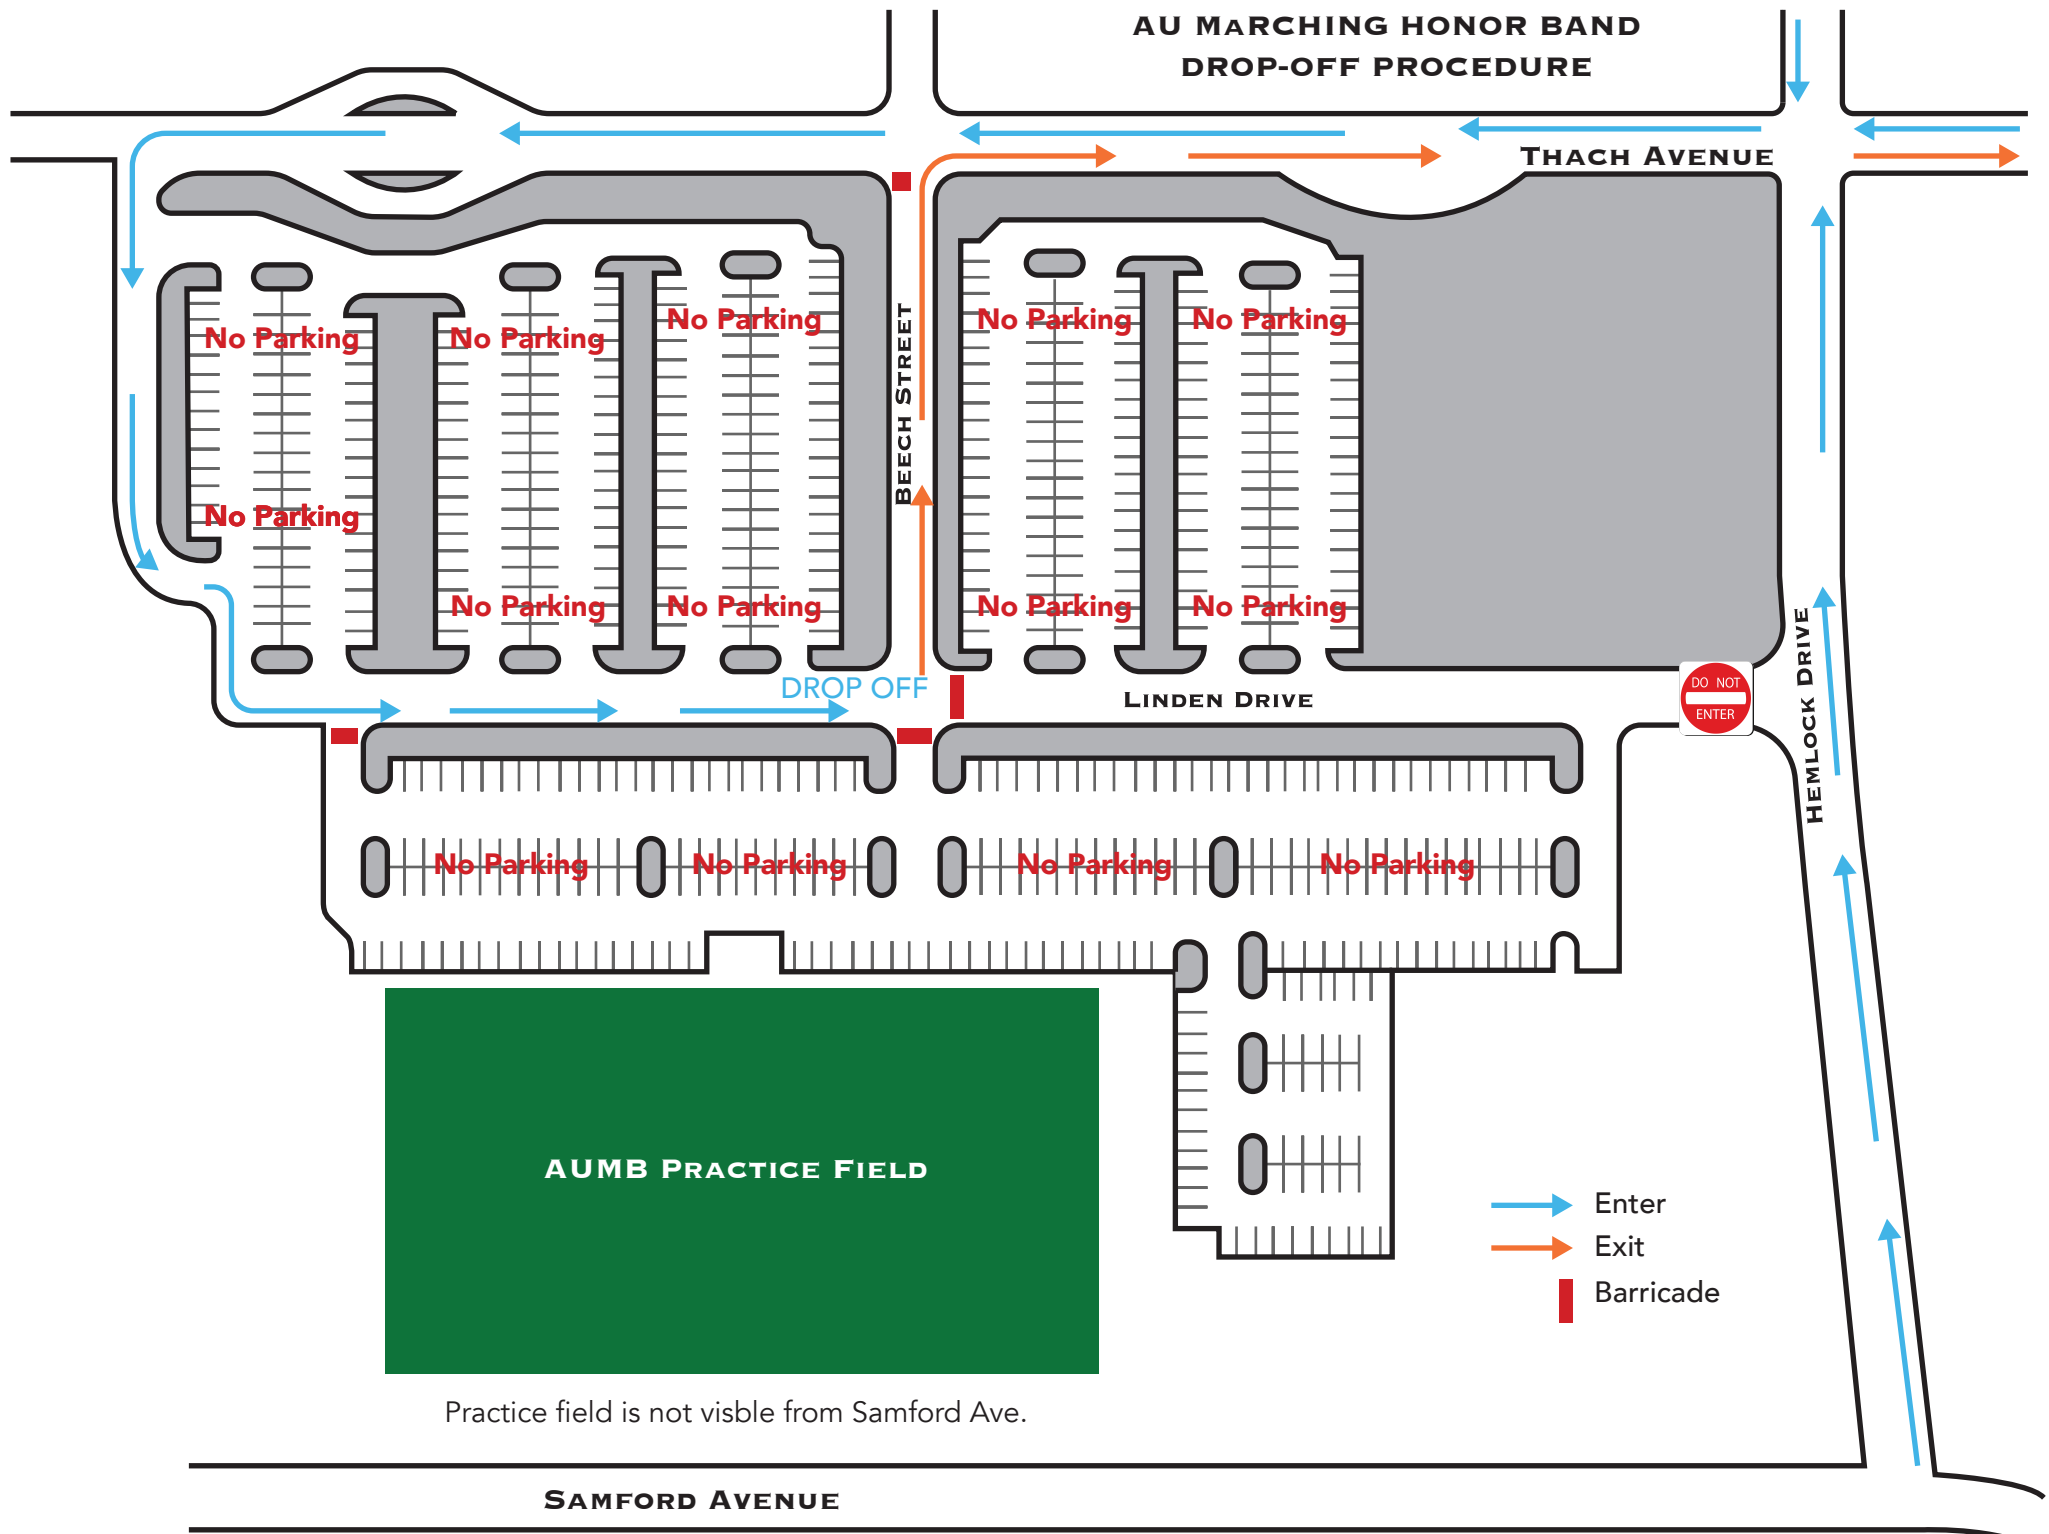 AU MARCHING HONOR BAND
DROP-OFF PROCEDURE
THACH AVENUE
No Parking
No Parking
No Parking
No Parking
No Parking
BEECH STREET
No Parking
No Parking
No Parking
No Parking
No Parking
DROP OFF
LINDEN DRIVE
DO NOT
ENTER
HEMLOCK DRIVE
No Parking
No Parking
No Parking
No Parking
AUMB PRACTICE FIELD
Enter
Exit
Barricade
Practice field is not visble from Samford Ave.
SAMFORD AVENUE